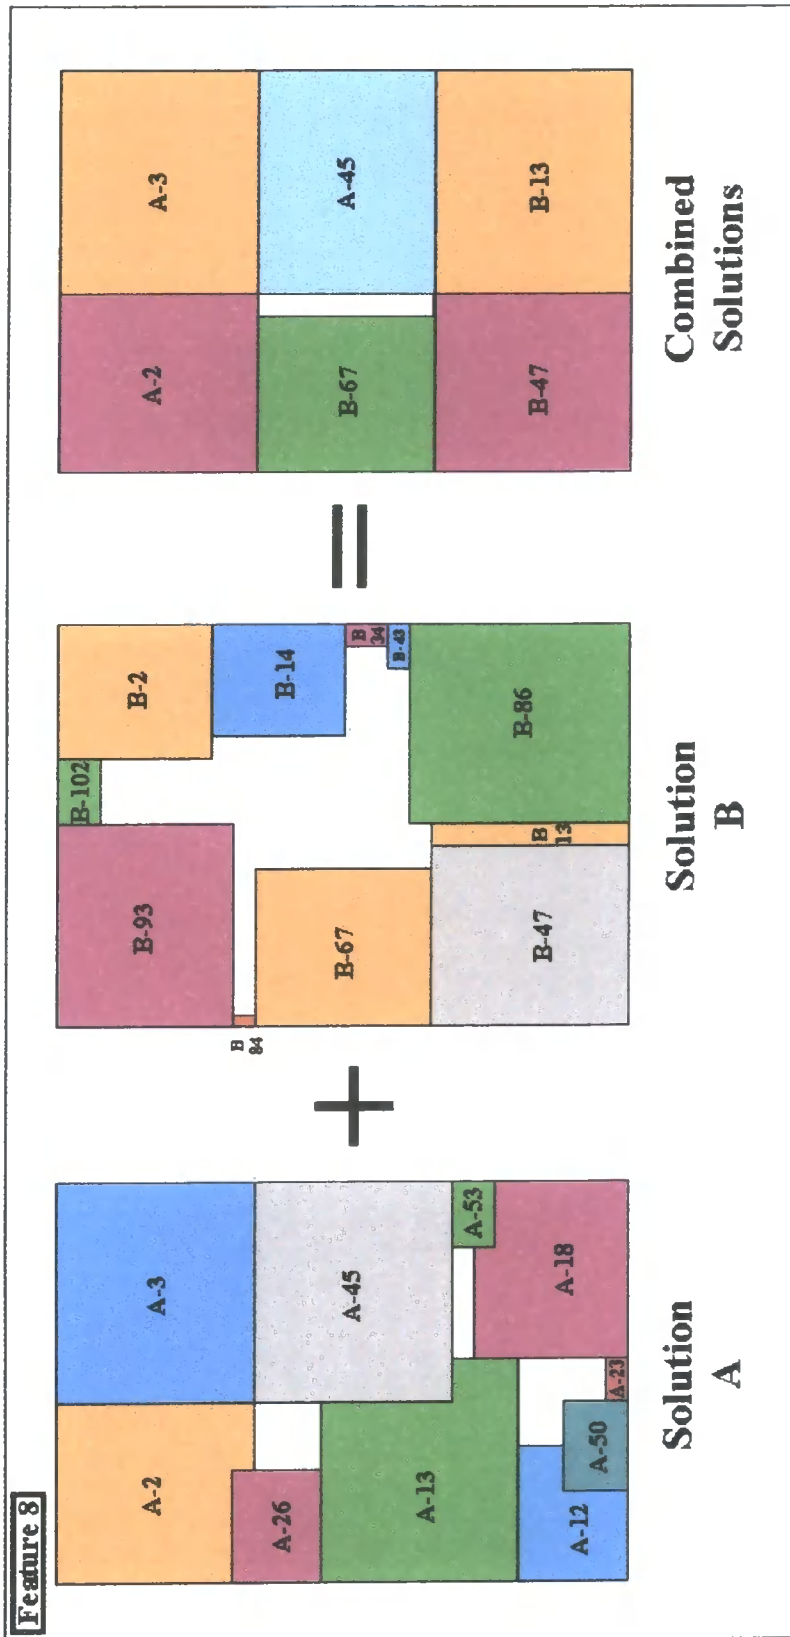 Feature 8
A-2
A-3
A-26
A-45
A-13
A-53
A-12
A-50
A-23
A-18
Solution
A
+
B-93
B-102
B-2
B
84
B-14
B-67
B
34
B-43
B-47
B
13
B-86
Solution
B
=
A-2
A-3
B-67
A-45
B-47
B-13
Combined
Solutions